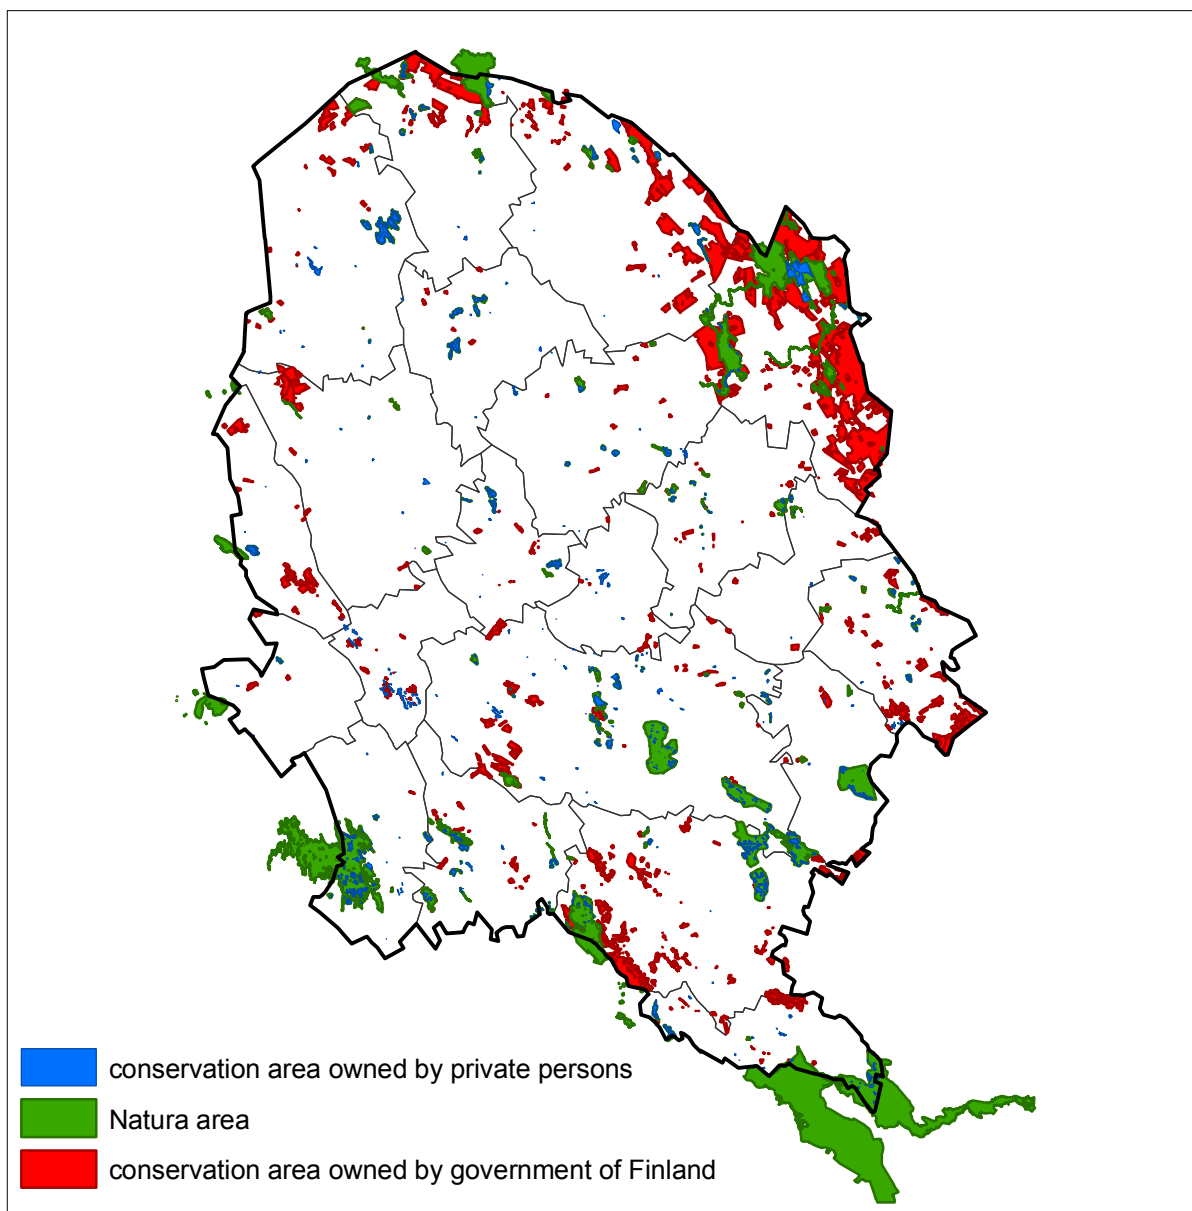 conservation area owned by private persons
Natura area
conservation area owned by government of Finland